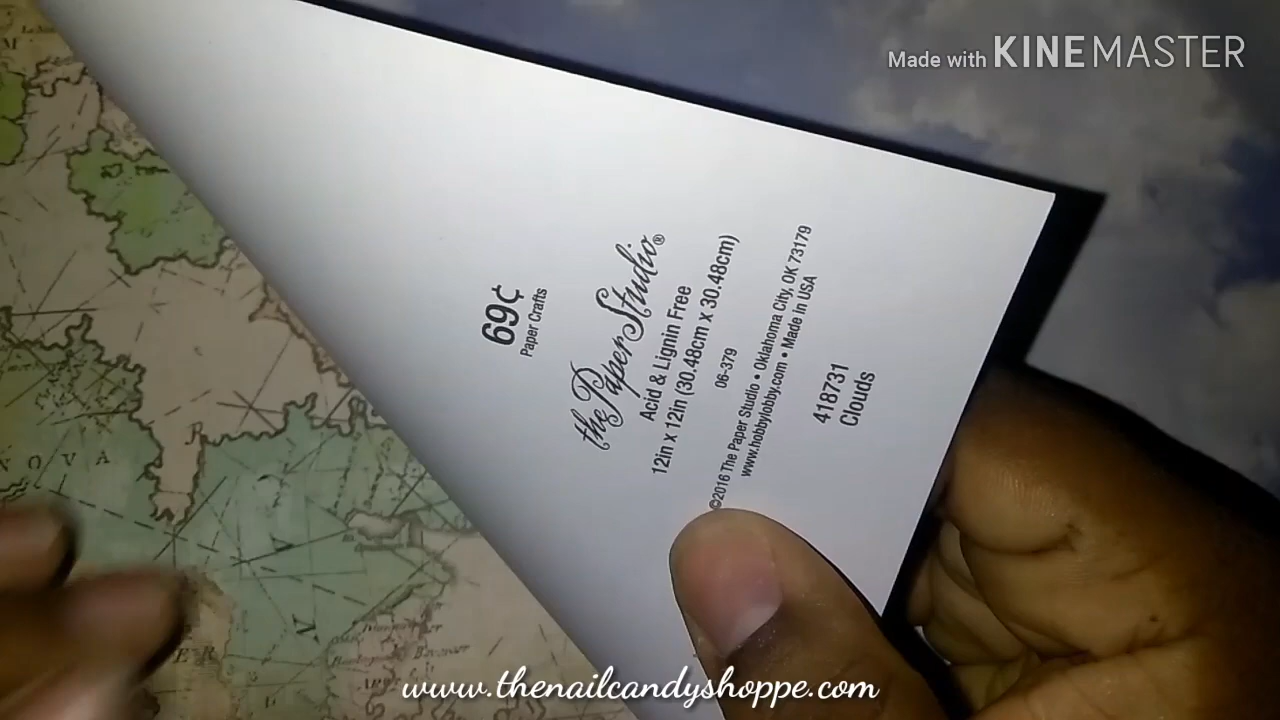 Made with KINEMASTER
69¢
Paper Crafts
the Paper Studio®
Acid & Lignin Free
12in x 12in (30.48cm x 30.48cm)
06-379
©2016 The Paper Studio • Oklahoma City, OK 73179
www.hobbylobby.com • Made in USA
418731
Clouds
NOVA
www.thenailcandyshoppe.com